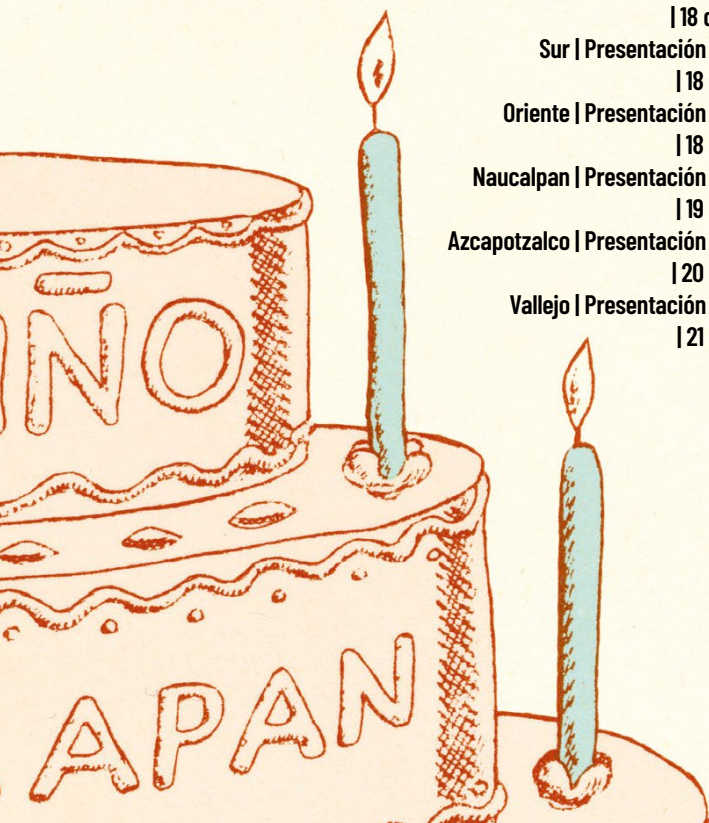 | 18
Sur | Presentación
| 18
Oriente | Presentación
| 18
Naucalpan | Presentación
| 19
Azcapotzalco | Presentación
| 20
Vallejo | Presentación
| 21
ÑO
APAN